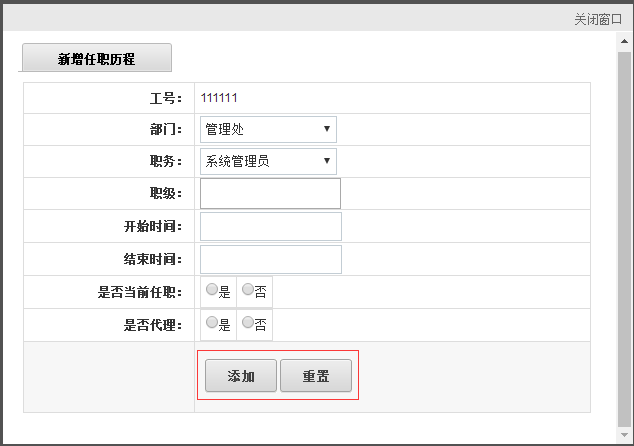 关闭窗口
新增任职历程
工号： 111111
部门： 管理处
职务： 系统管理员
职级：
开始时间：
结束时间：
是否当前任职： 是 否
是否代理： 是 否
添加 重置